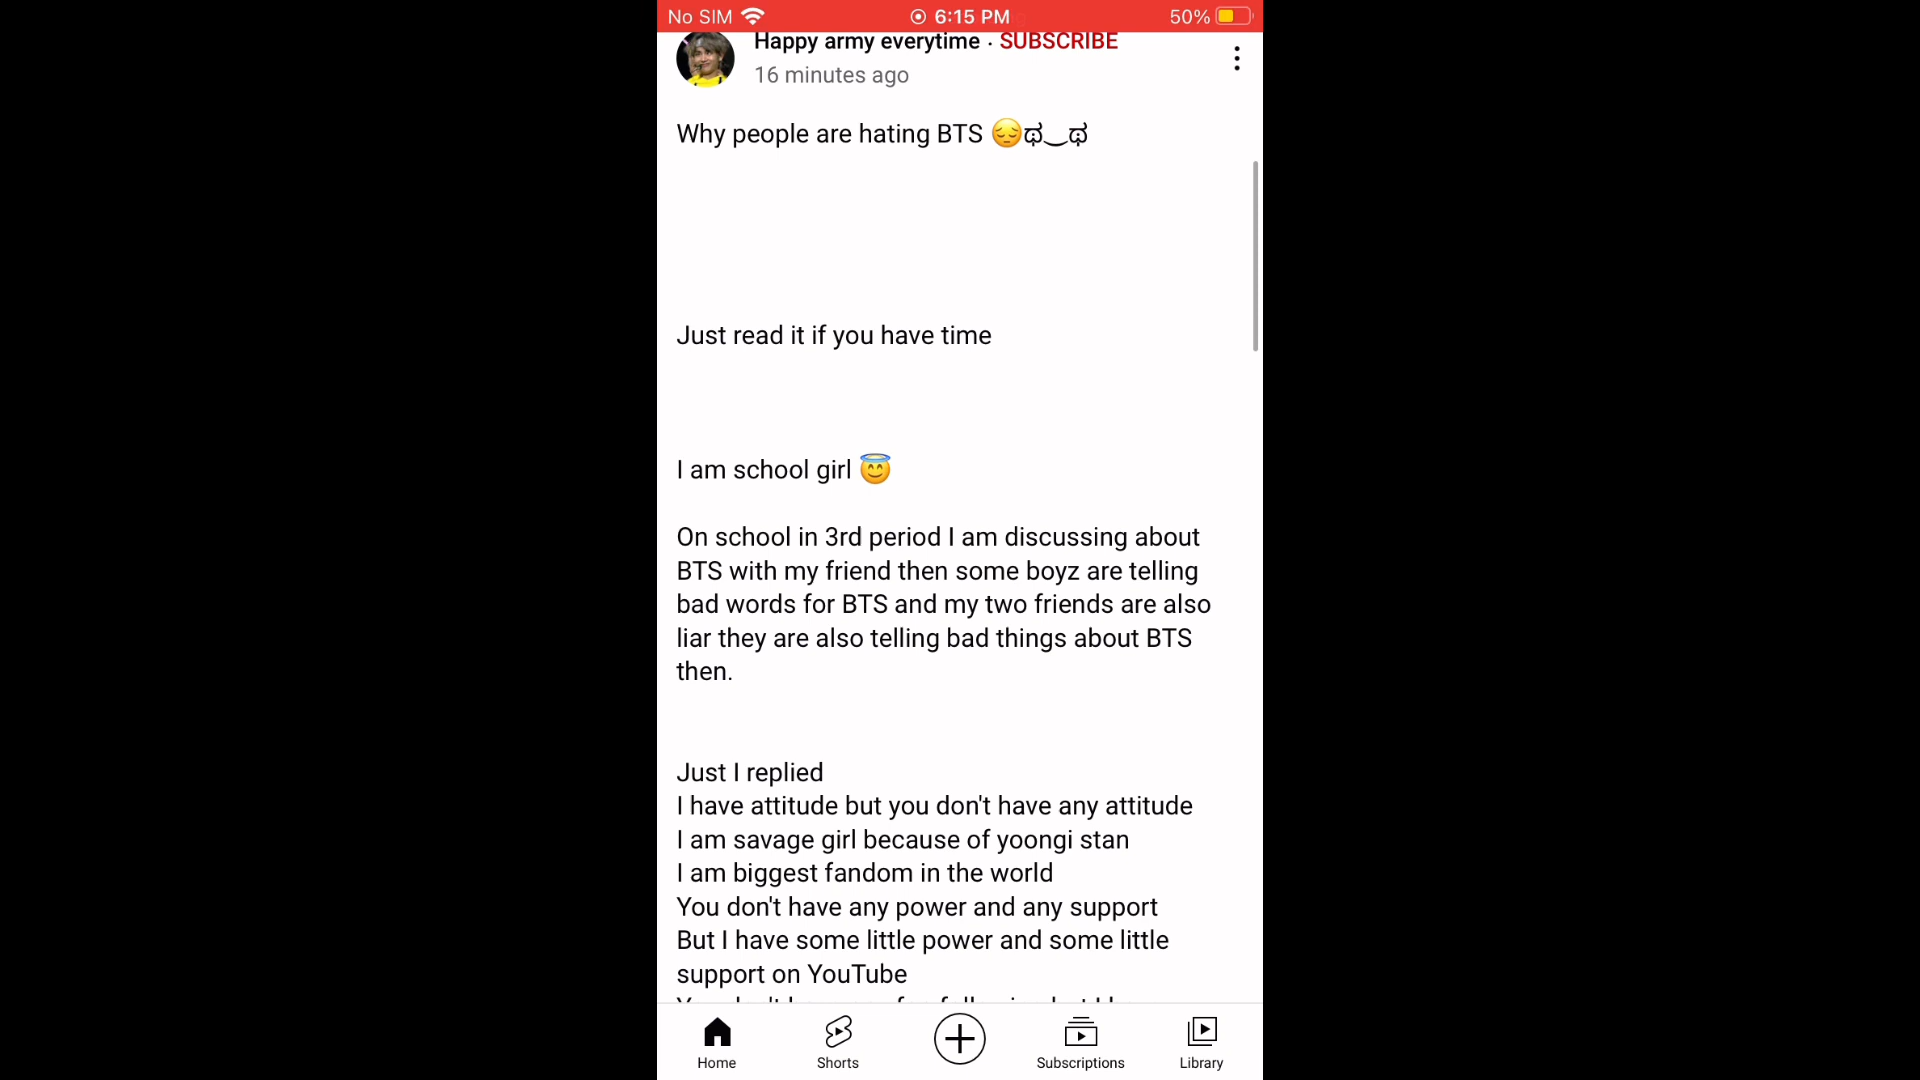 No SIM 6:15 PM 50%
Happy army everytime · SUBSCRIBE
16 minutes ago
Why people are hating BTS 😔ಥ‿ಥ
Just read it if you have time
I am school girl 😇
On school in 3rd period I am discussing about
BTS with my friend then some boyz are telling
bad words for BTS and my two friends are also
liar they are also telling bad things about BTS
then.
Just I replied
I have attitude but you don't have any attitude
I am savage girl because of yoongi stan
I am biggest fandom in the world
You don't have any power and any support
But I have some little power and some little
support on YouTube
Home Shorts Subscriptions Library